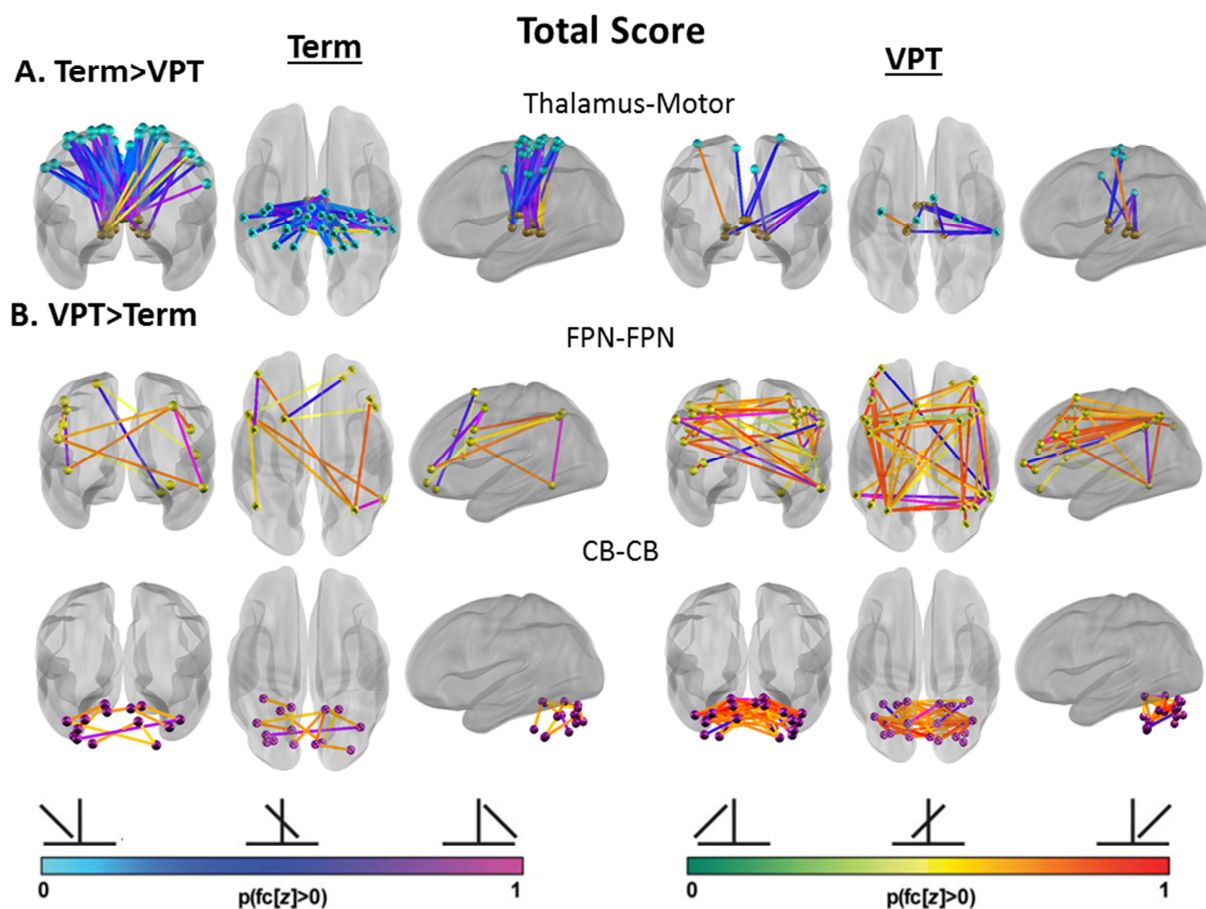 Total Score
Term
VPT
A. Term>VPT
Thalamus-Motor
B. VPT>Term
FPN-FPN
CB-CB
0
1
p(fc[z]>0)
0
1
p(fc[z]>0)